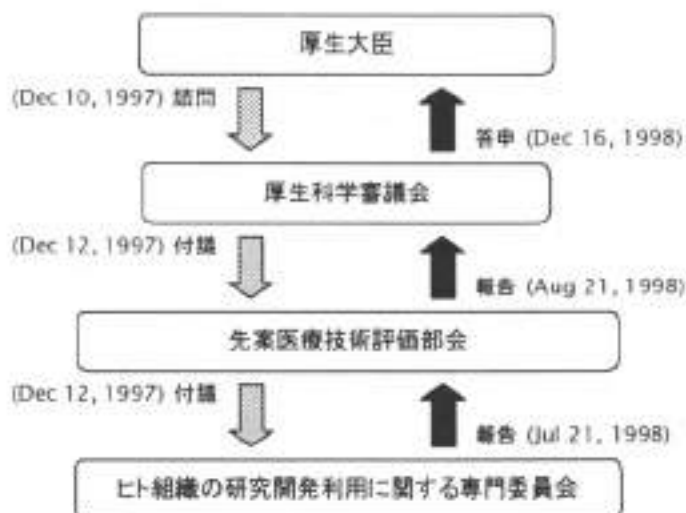 厚生大臣
(Dec 10, 1997) 諮問
答申 (Dec 16, 1998)
厚生科学審議会
(Dec 12, 1997) 付議
報告 (Aug 21, 1998)
先案医療技術評価部会
(Dec 12, 1997) 付議
報告 (Jul 21, 1998)
ヒト組織の研究開発利用に関する専門委員会